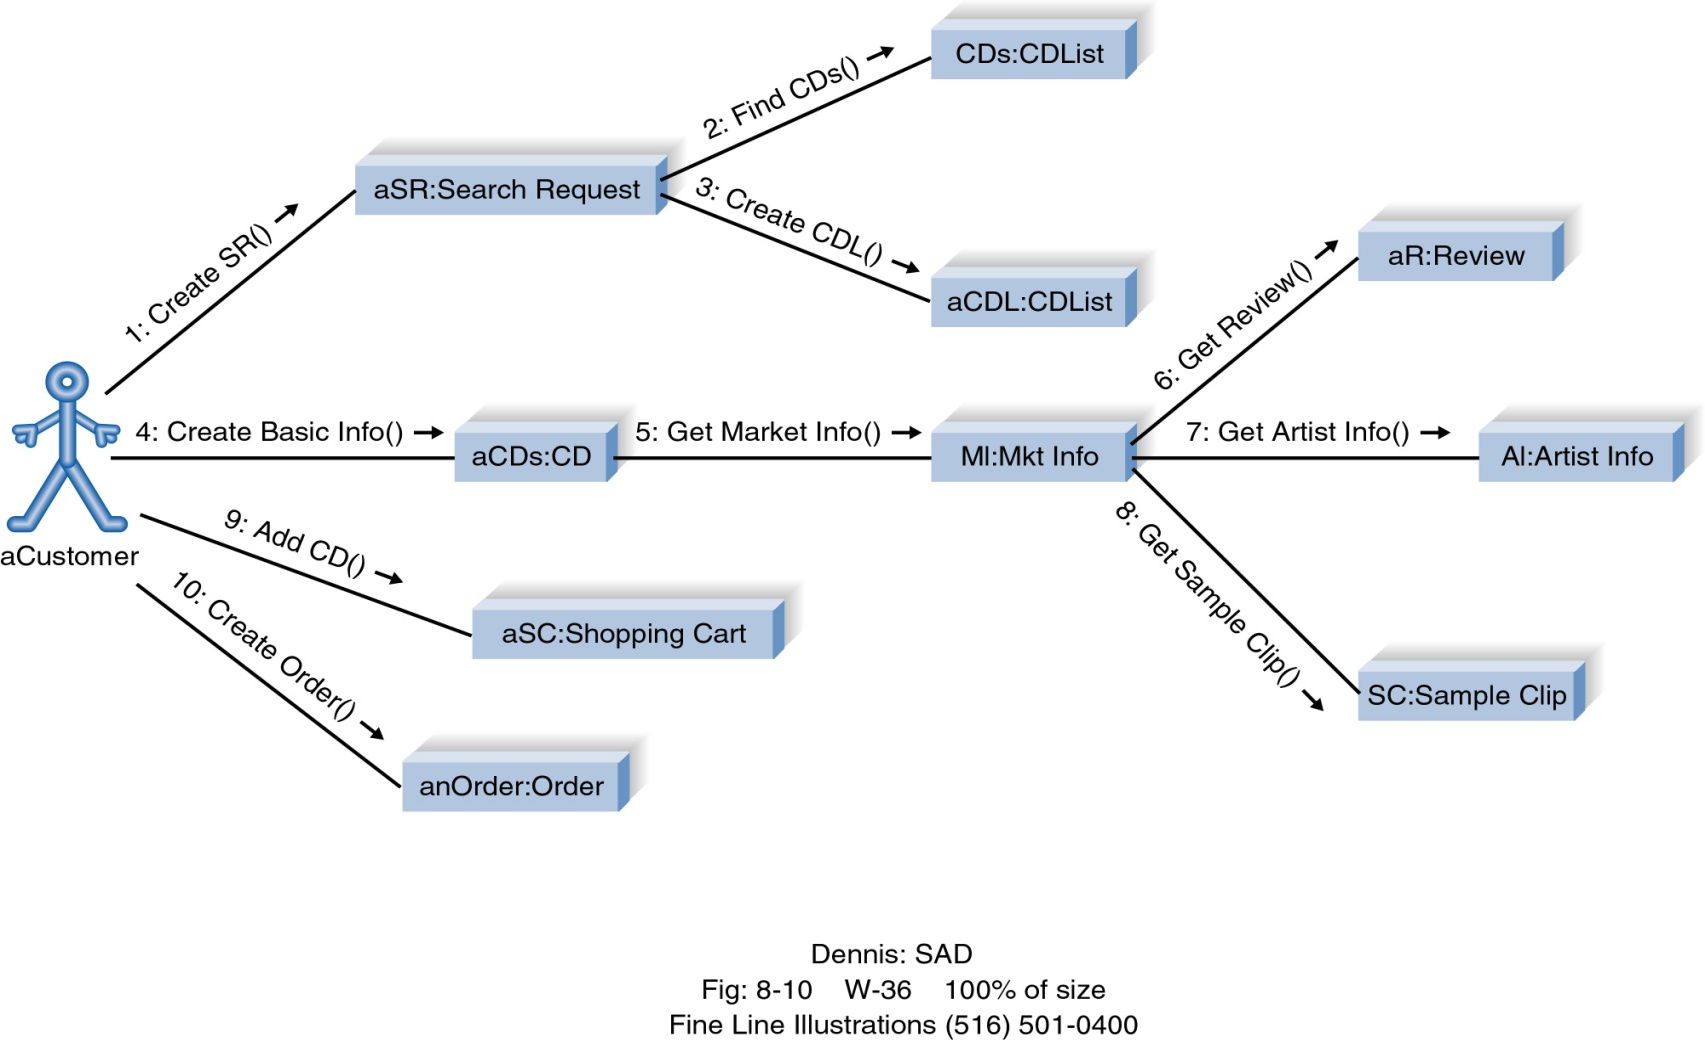 CDs:CDList
2: Find CDs()
aSR:Search Request
3: Create CDL()
1: Create SR()
aCDL:CDList
aR:Review
6: Get Review()
4: Create Basic Info()
aCDs:CD
5: Get Market Info()
MI:Mkt Info
7: Get Artist Info()
AI:Artist Info
aCustomer
9: Add CD()
8: Get Sample Clip()
10: Create Order()
aSC:Shopping Cart
SC:Sample Clip
anOrder:Order
Dennis: SAD
Fig: 8-10 W-36 100% of size
Fine Line Illustrations (516) 501-0400